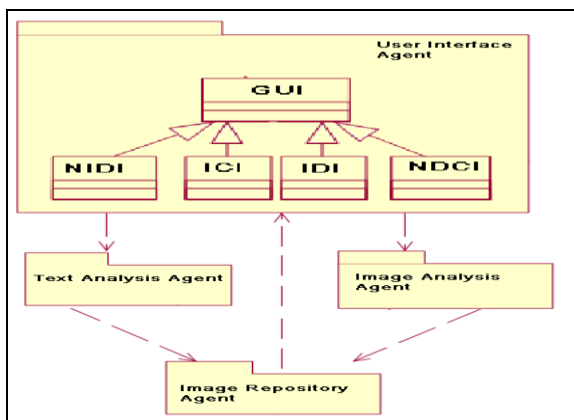 User Interface
Agent
GUI
NIDI
ICI
IDI
NDCI
Text Analysis Agent
Image Analysis
Agent
Image Repository
Agent